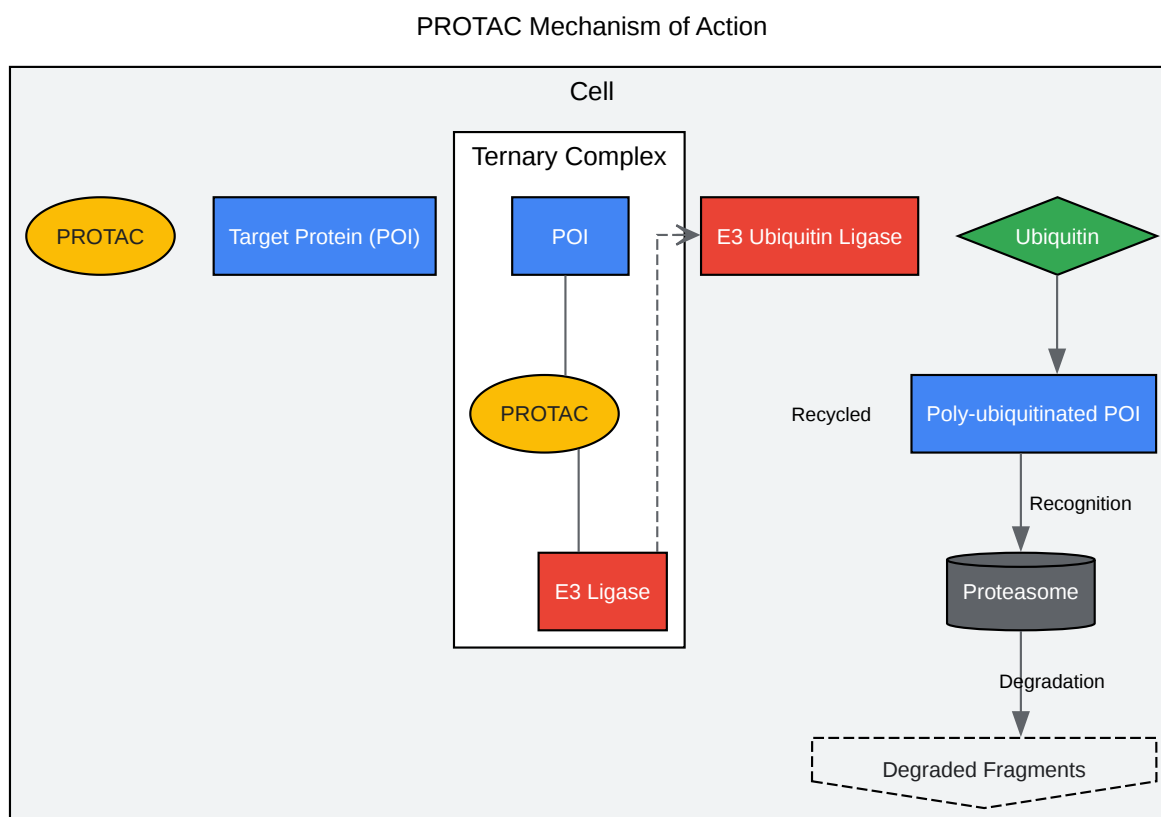 PROTAC Mechanism of Action
Cell
Ternary Complex
PROTAC
Target Protein (POI)
POI
E3 Ubiquitin Ligase
Ubiquitin
PROTAC
Recycled
Poly-ubiquitinated POI
Recognition
E3 Ligase
Proteasome
Degradation
Degraded Fragments